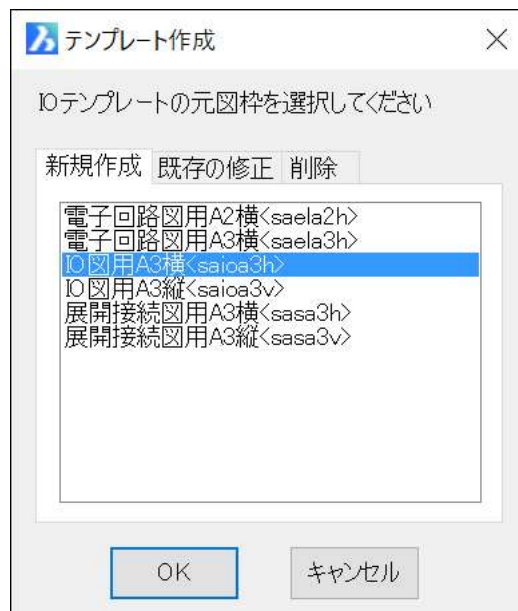 テンプレート作成
IOテンプレートの元図枠を選択してください
新規作成 既存の修正 削除
電子回路図用A2横<saela2h>
電子回路図用A3横<saela3h>
IO図用A3横<saioa3h>
IO図用A3縦<saioa3v>
展開接続図用A3横<sasa3h>
展開接続図用A3縦<sasa3v>
OK キャンセル